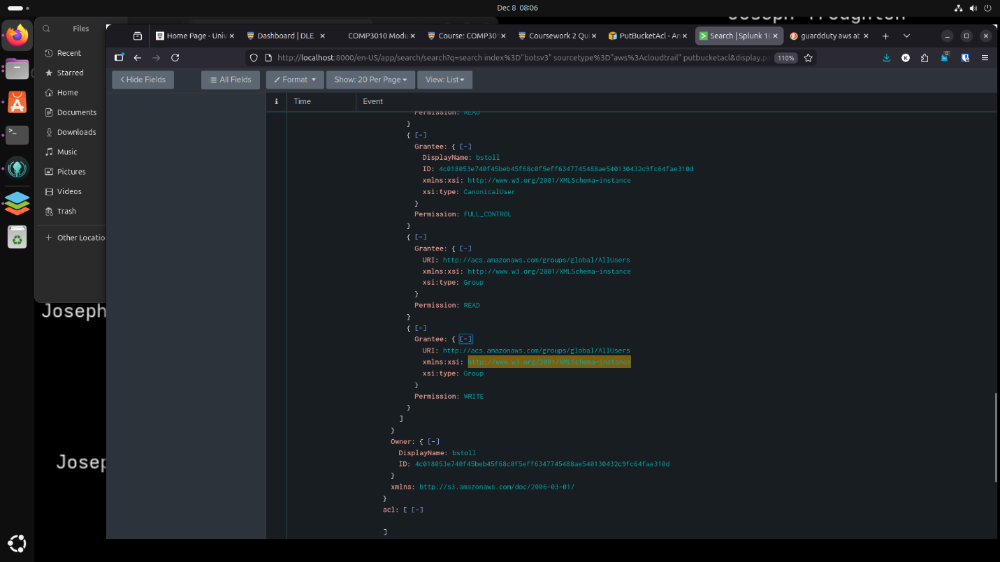 Dec 8 08:06
Files
Recent
Starred
Home
Documents
Downloads
Music
Pictures
Videos
Trash
Other Locatio
Joseph
Josep
Home Page - Univ
Dashboard | DLE
COMP3010 Modu
Course: COMP301
Coursework 2 Qui
PutBucketAcl - Am
Search | Splunk 10
guardduty aws at
http://localhost:8000/en-US/app/search/search?q=search index%3D"botsv3" sourcetype%3D"aws%3Acloudtrail" putbucketacl&display.pa
110%
0
K
Hide Fields
All Fields
Format
Show: 20 Per Page
View: List
i
Time
Event
Permission: READ
}
{ [-]
Grantee: { [-]
DisplayName: bstoll
ID: 4c018053e740f45beb45f68c0f5eff6347745488ae540130432c9fc64fae310d
xmlns:xsi: http://www.w3.org/2001/XMLSchema-instance
xsi:type: CanonicalUser
}
Permission: FULL_CONTROL
}
{ [-]
Grantee: { [-]
URI: http://acs.amazonaws.com/groups/global/AllUsers
xmlns:xsi: http://www.w3.org/2001/XMLSchema-instance
xsi:type: Group
}
Permission: READ
}
{ [-]
Grantee: { [-]
URI: http://acs.amazonaws.com/groups/global/AllUsers
xmlns:xsi: http://www.w3.org/2001/XMLSchema-instance
xsi:type: Group
}
Permission: WRITE
}
]
}
Owner: { [-]
DisplayName: bstoll
ID: 4c018053e740f45beb45f68c0f5eff6347745488ae540130432c9fc64fae310d
}
xmlns: http://s3.amazonaws.com/doc/2006-03-01/
}
acl: [ [-]
]